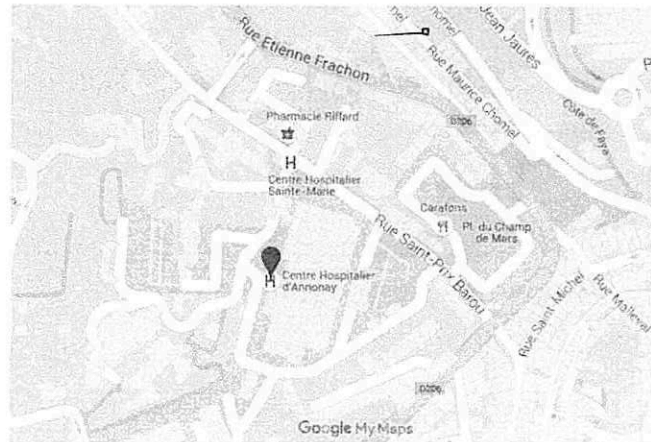 Rue Etienne Frachon
Jean Jaurès
Rue Maurice Chomel
Côte de Faya
D206
Pharmacie Riffard
H
Centre Hospitalier
Sainte-Marie
Carafons
Pl. du Champ
de Mars
Rue Saint-Prix Barou
H
Centre Hospitalier
d'Annonay
Rue Saint Michel
Rue Malleval
D206
Google My Maps